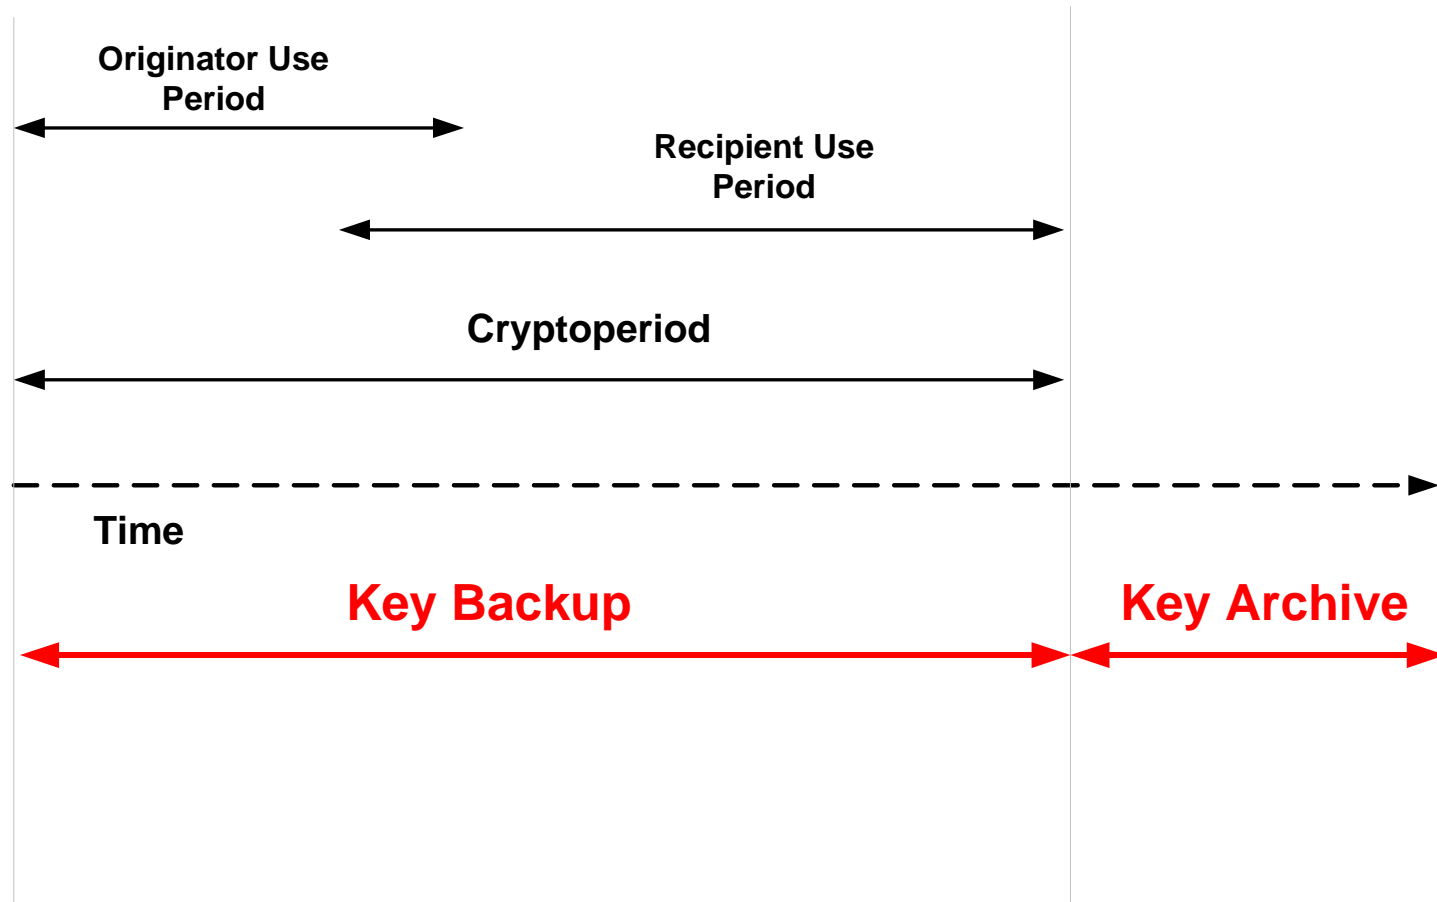 Originator Use
Period
Recipient Use
Period
Cryptoperiod
Time
Key Backup
Key Archive